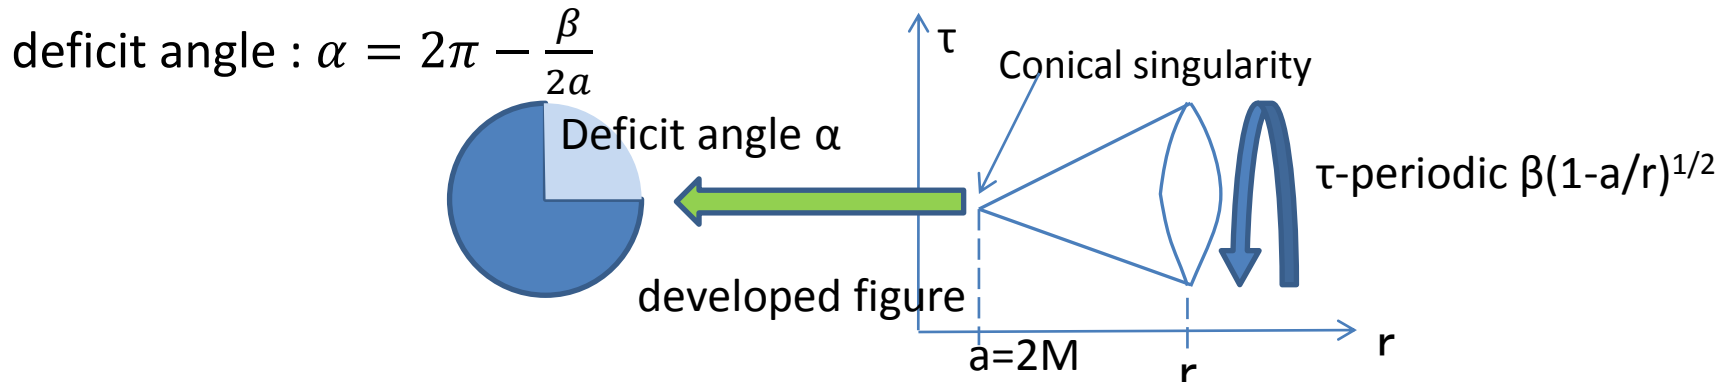 deficit angle : α = 2π − β/2a
τ
Conical singularity
Deficit angle α
τ-periodic β(1-a/r)^1/2
developed figure
a=2M
r
r